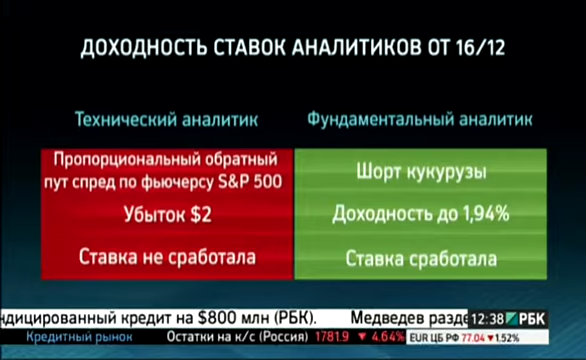 ДОХОДНОСТЬ СТАВОК АНАЛИТИКОВ ОТ 16/12
Технический аналитик
Фундаментальный аналитик
Пропорциональный обратный
пут спред по фьючерсу S&P 500
Убыток $2
Ставка не сработала
Шорт кукурузы
Доходность до 1,94%
Ставка сработала
ндицированный кредит на $800 млн (РБК). Медведев разде
12:38 РБК
Кредитный рынок Остатки на к/с (Россия) 1781.9 ▼ 4.64% EUR ЦБ РФ 77.04 ▼ 1.52%